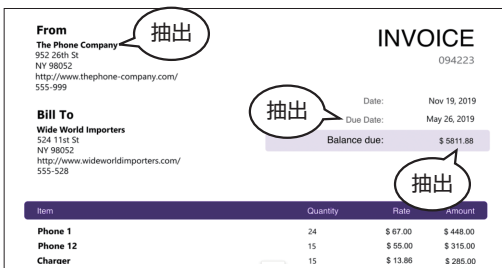 From
The Phone Company
952 26th St
NY 98052
http://www.thephone-company.com/
555-999
抽出
INVOICE
094223
Bill To
Wide World Importers
524 11st St
NY 98052
http://www.wideworldimporters.com/
555-528
抽出
Date: Nov 19, 2019
Due Date: May 26, 2019
Balance due: $ 5811.88
抽出
Item Quantity Rate Amount
Phone 1 24 $ 67.00 $ 448.00
Phone 12 15 $ 55.00 $ 315.00
Charger 15 $ 13.86 $ 285.00